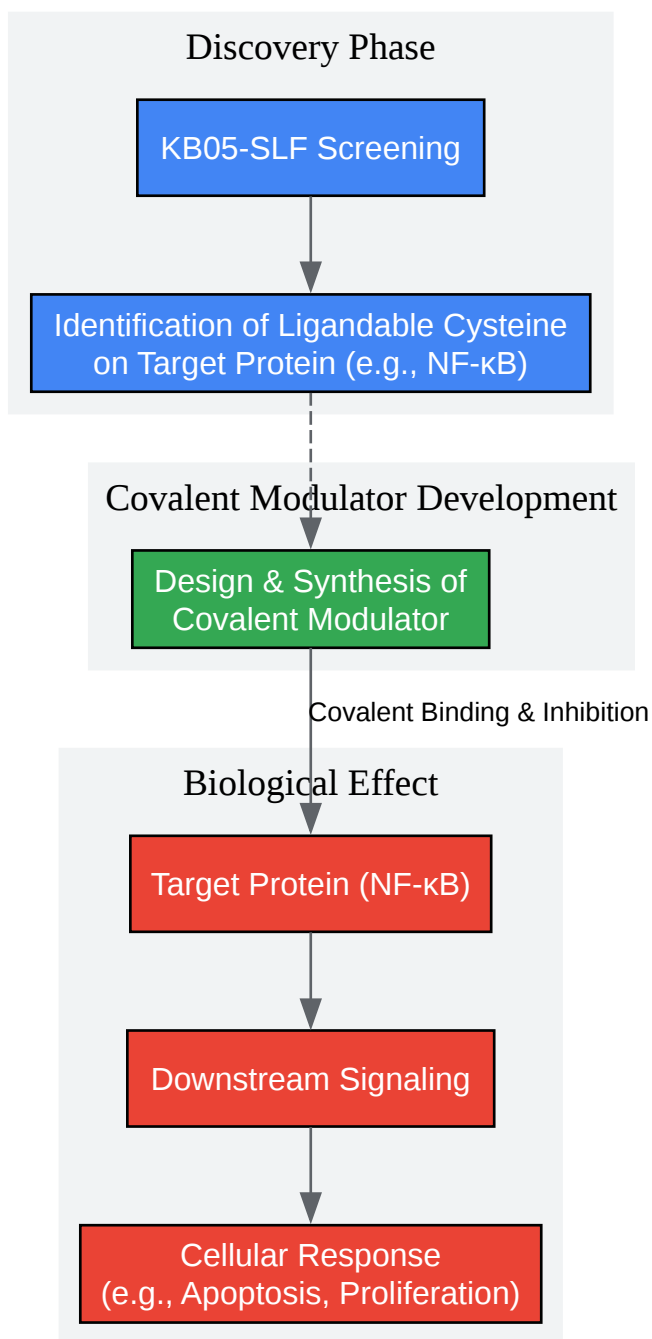 Discovery Phase
KB05-SLF Screening
Identification of Ligandable Cysteine
on Target Protein (e.g., NF-κB)
Covalent Modulator Development
Design & Synthesis of
Covalent Modulator
Covalent Binding & Inhibition
Biological Effect
Target Protein (NF-κB)
Downstream Signaling
Cellular Response
(e.g., Apoptosis, Proliferation)